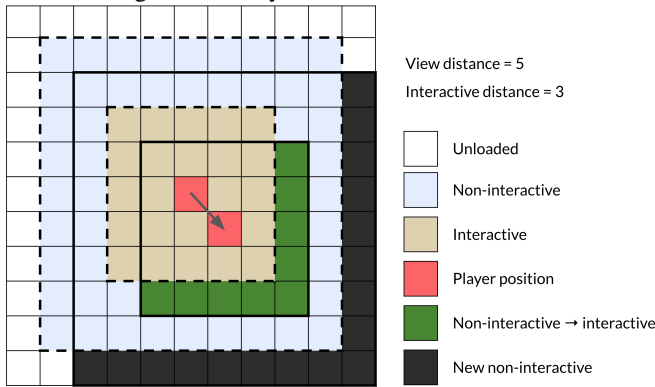 View distance = 5
Interactive distance = 3
Unloaded
Non-interactive
Interactive
Player position
Non-interactive → interactive
New non-interactive